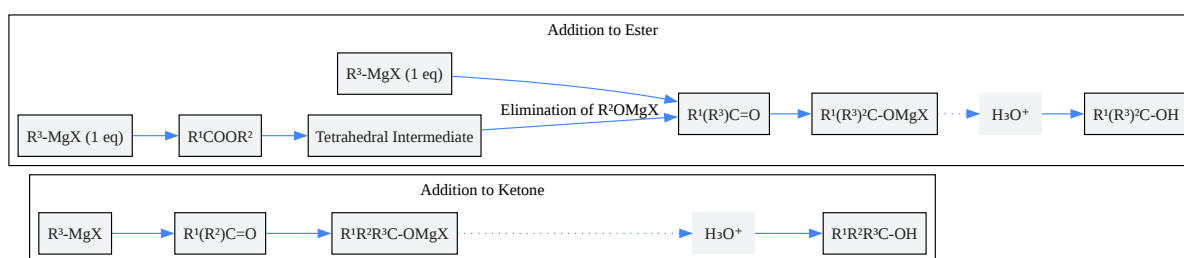 Addition to Ester
R³-MgX (1 eq)
Elimination of R²OMgX
R³-MgX (1 eq)
R¹COOR²
Tetrahedral Intermediate
R¹(R³)C=O
R¹(R³)²C-OMgX
H₃O⁺
R¹(R³)²C-OH
Addition to Ketone
R³-MgX
R¹(R²)C=O
R¹R²R³C-OMgX
H₃O⁺
R¹R²R³C-OH